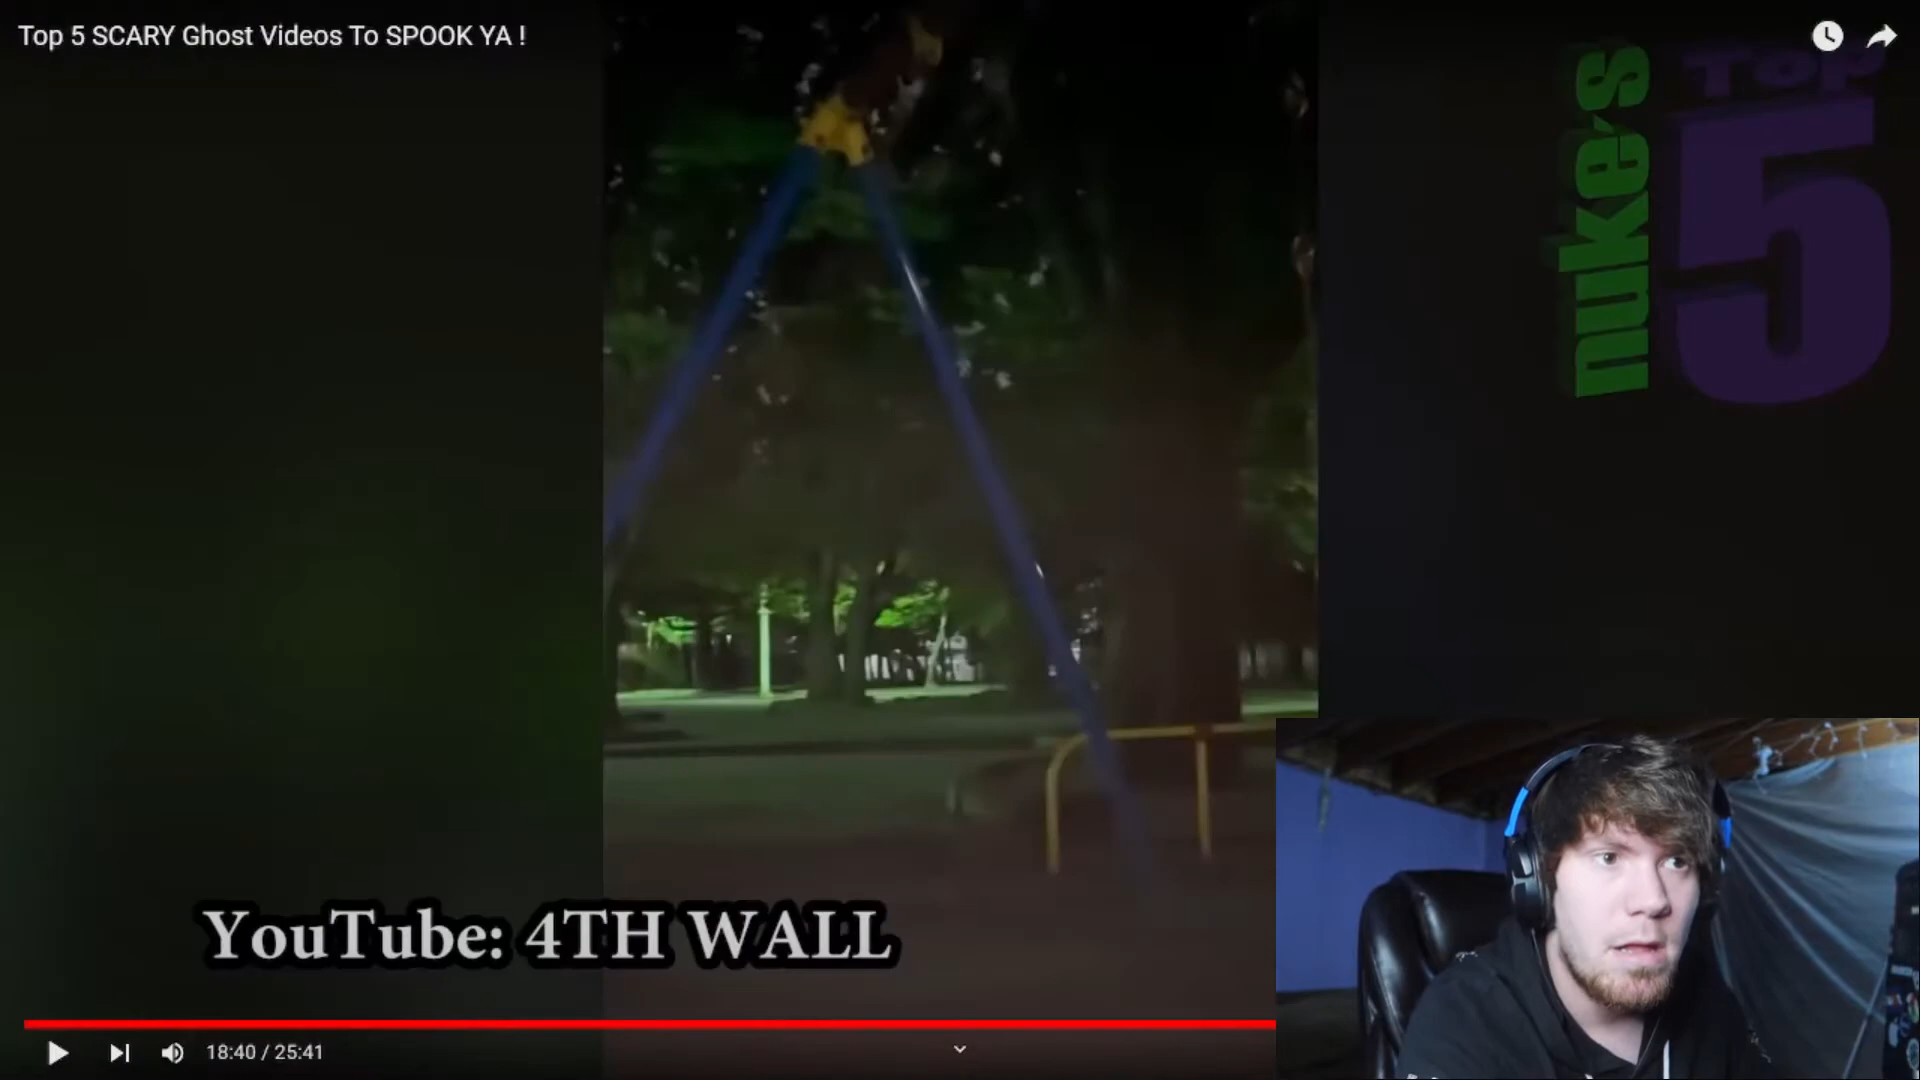 Top 5 SCARY Ghost Videos To SPOOK YA !
nuke's
Top
5
YouTube: 4TH WALL
18:40 / 25:41